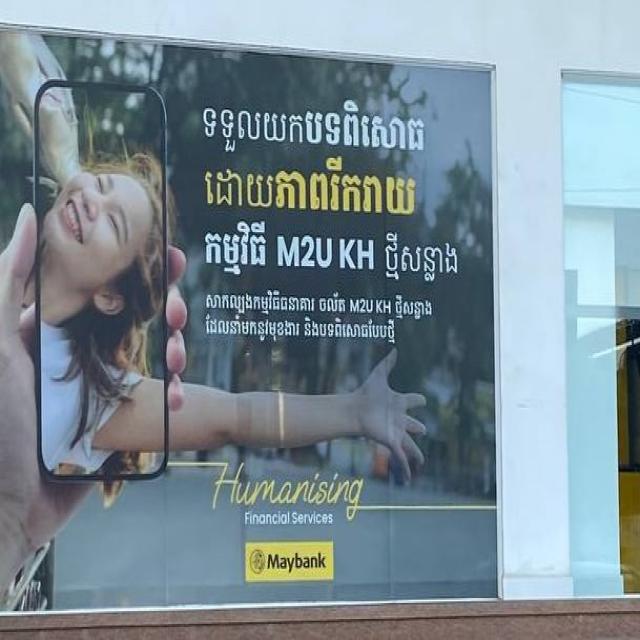 ទទួលយកបទពិសោធ
ដោយភាពរីករាយ
កម្មវិធី M2U KH ថ្មីសន្លាង
សាកល្បងកម្មវិធីធនាគារ ចល័ត M2U KH ថ្មីសន្លាង
ដែលនាំមកនូវមុខងារ និងបទពិសោធបែបថ្មី
Humanising
Financial Services
Maybank